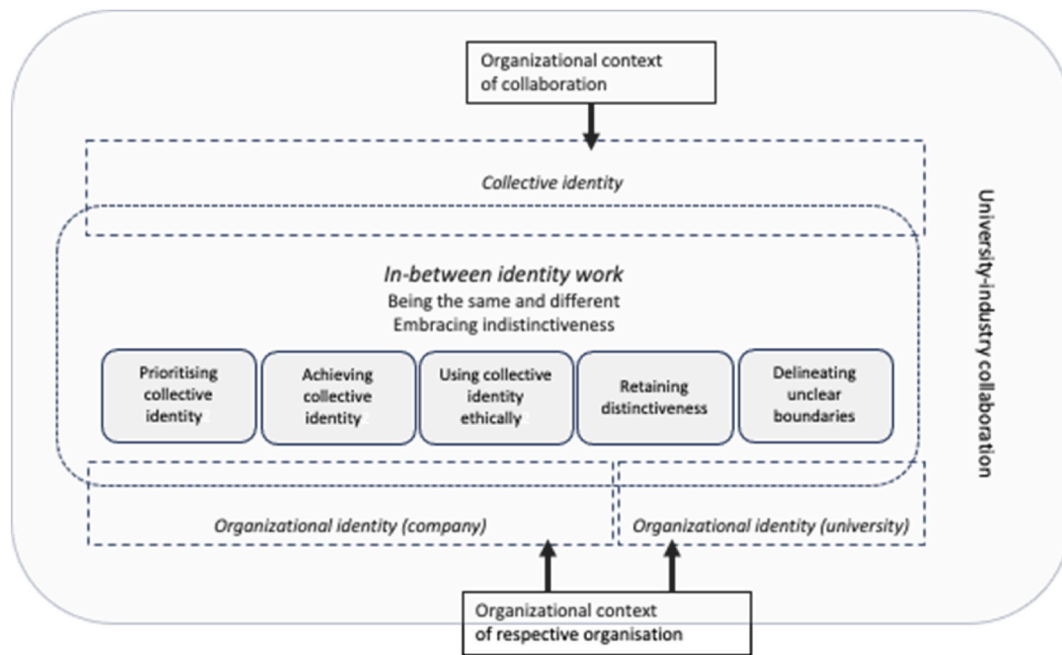 Organizational context
of collaboration
Collective identity
University-industry collaboration
In-between identity work
Being the same and different
Embracing indistinctiveness
Prioritising
collective
identity
Achieving
collective
identity
Using collective
identity
ethically
Retaining
distinctiveness
Delineating
unclear
boundaries
Organizational identity (company)
Organizational identity (university)
Organizational context
of respective organisation